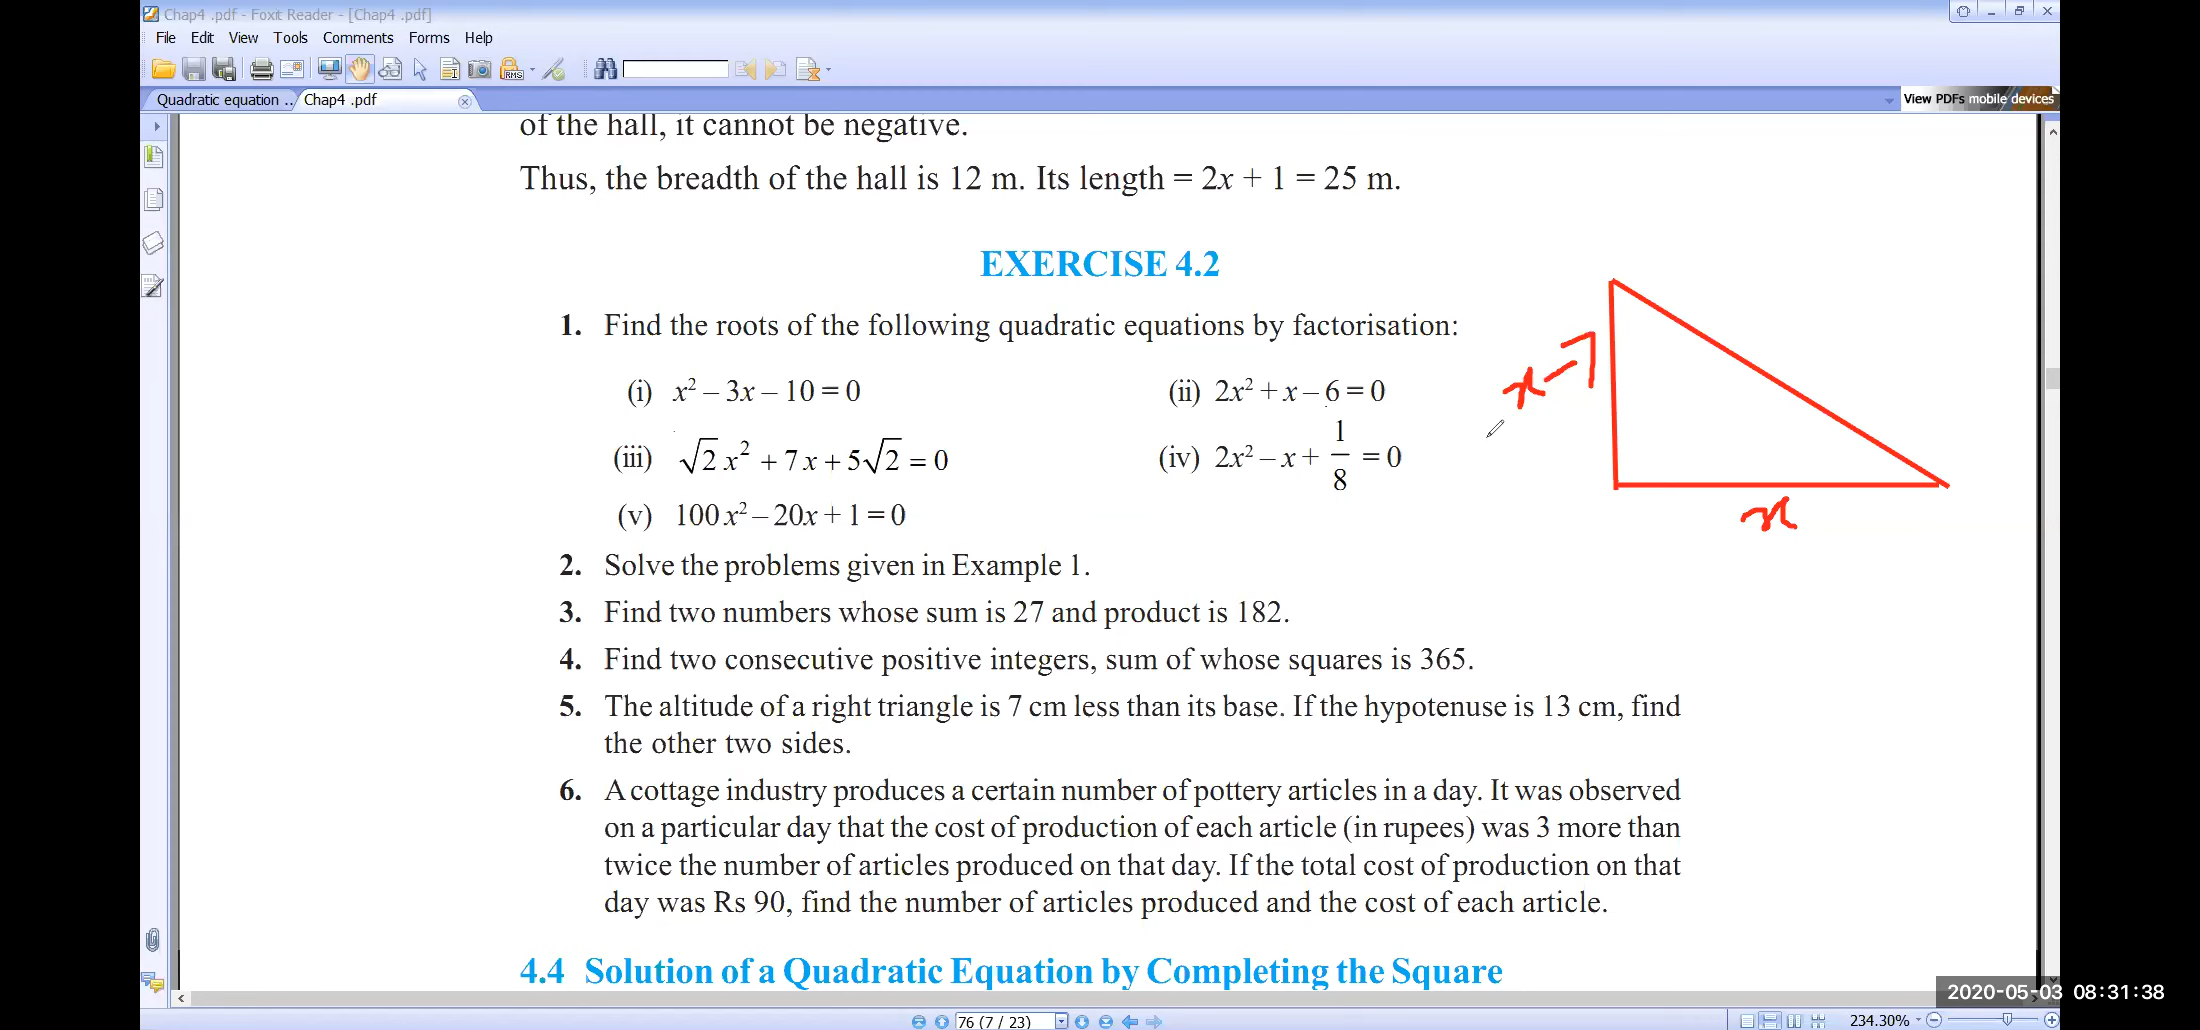 Chap4 .pdf - Foxit Reader - [Chap4 .pdf]
File Edit View Tools Comments Forms Help
RMS
Quadratic equation .. Chap4 .pdf
View PDFs mobile devices
of the hall, it cannot be negative.
Thus, the breadth of the hall is 12 m. Its length = 2x + 1 = 25 m.
EXERCISE 4.2
1. Find the roots of the following quadratic equations by factorisation:
(i) x² – 3x – 10 = 0 (ii) 2x² + x – 6 = 0
(iii) √2 x² + 7x + 5√2 = 0 (iv) 2x² – x + 1/8 = 0
(v) 100x² – 20x + 1 = 0
x – 7
x
2. Solve the problems given in Example 1.
3. Find two numbers whose sum is 27 and product is 182.
4. Find two consecutive positive integers, sum of whose squares is 365.
5. The altitude of a right triangle is 7 cm less than its base. If the hypotenuse is 13 cm, find
the other two sides.
6. A cottage industry produces a certain number of pottery articles in a day. It was observed
on a particular day that the cost of production of each article (in rupees) was 3 more than
twice the number of articles produced on that day. If the total cost of production on that
day was Rs 90, find the number of articles produced and the cost of each article.
4.4 Solution of a Quadratic Equation by Completing the Square
2020-05-03 08:31:38
76 (7 / 23) 234.30%